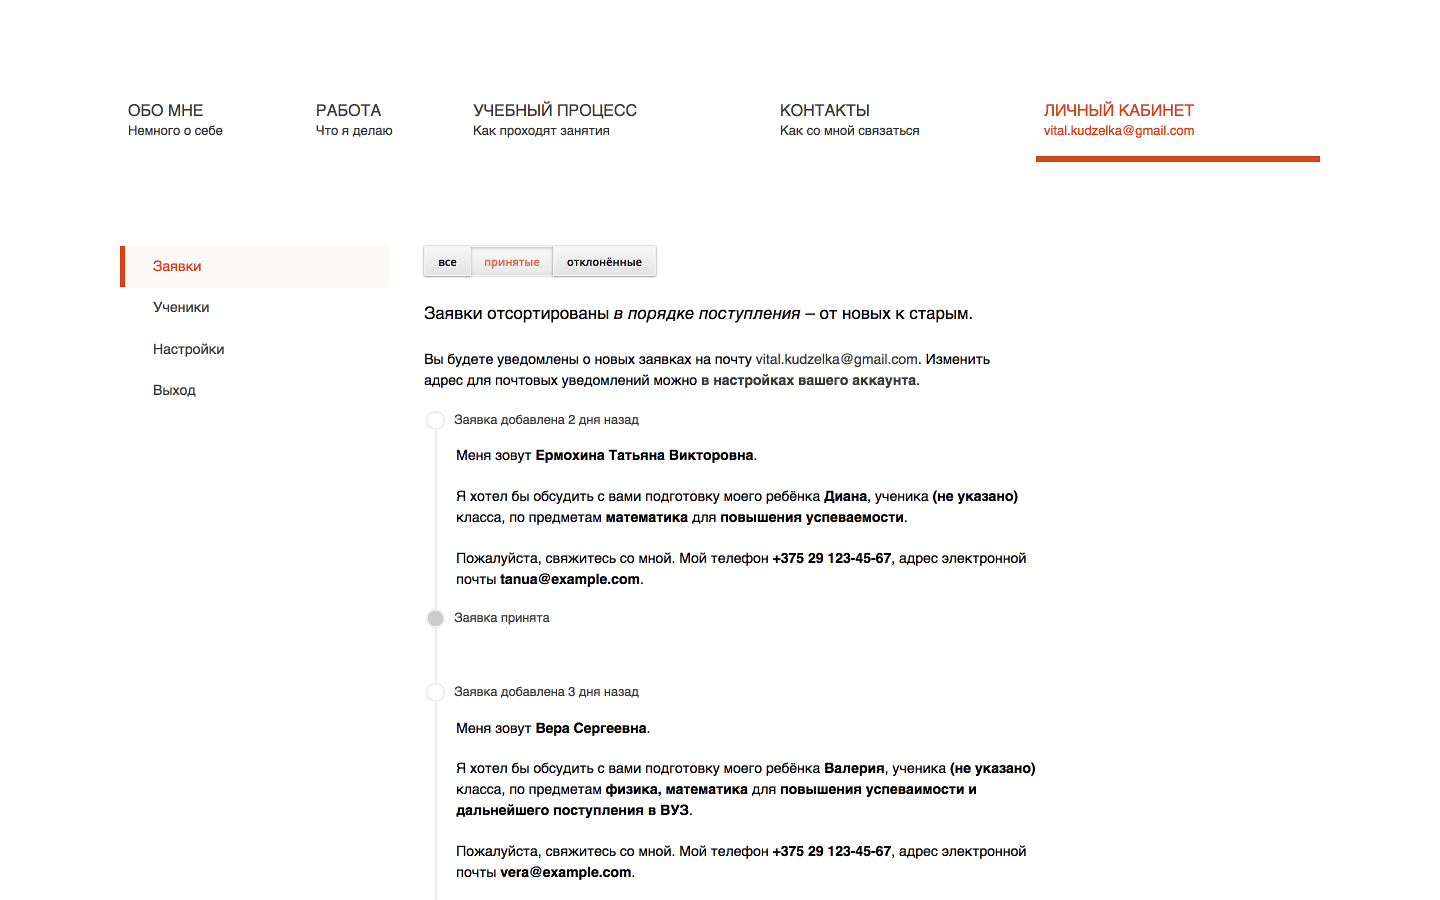 ОБО МНЕ
Немного о себе
РАБОТА
Что я делаю
УЧЕБНЫЙ ПРОЦЕСС
Как проходят занятия
КОНТАКТЫ
Как со мной связаться
ЛИЧНЫЙ КАБИНЕТ
vital.kudzelka@gmail.com
Заявки
Ученики
Настройки
Выход
все
принятые
отклонённые
Заявки отсортированы в порядке поступления – от новых к старым.
Вы будете уведомлены о новых заявках на почту vital.kudzelka@gmail.com. Изменить
адрес для почтовых уведомлений можно в настройках вашего аккаунта.
Заявка добавлена 2 дня назад
Меня зовут Ермохина Татьяна Викторовна.
Я хотел бы обсудить с вами подготовку моего ребёнка Диана, ученика (не указано)
класса, по предметам математика для повышения успеваемости.
Пожалуйста, свяжитесь со мной. Мой телефон +375 29 123-45-67, адрес электронной
почты tanua@example.com.
Заявка принята
Заявка добавлена 3 дня назад
Меня зовут Вера Сергеевна.
Я хотел бы обсудить с вами подготовку моего ребёнка Валерия, ученика (не указано)
класса, по предметам физика, математика для повышения успеваимости и
дальнейшего поступления в ВУЗ.
Пожалуйста, свяжитесь со мной. Мой телефон +375 29 123-45-67, адрес электронной
почты vera@example.com.